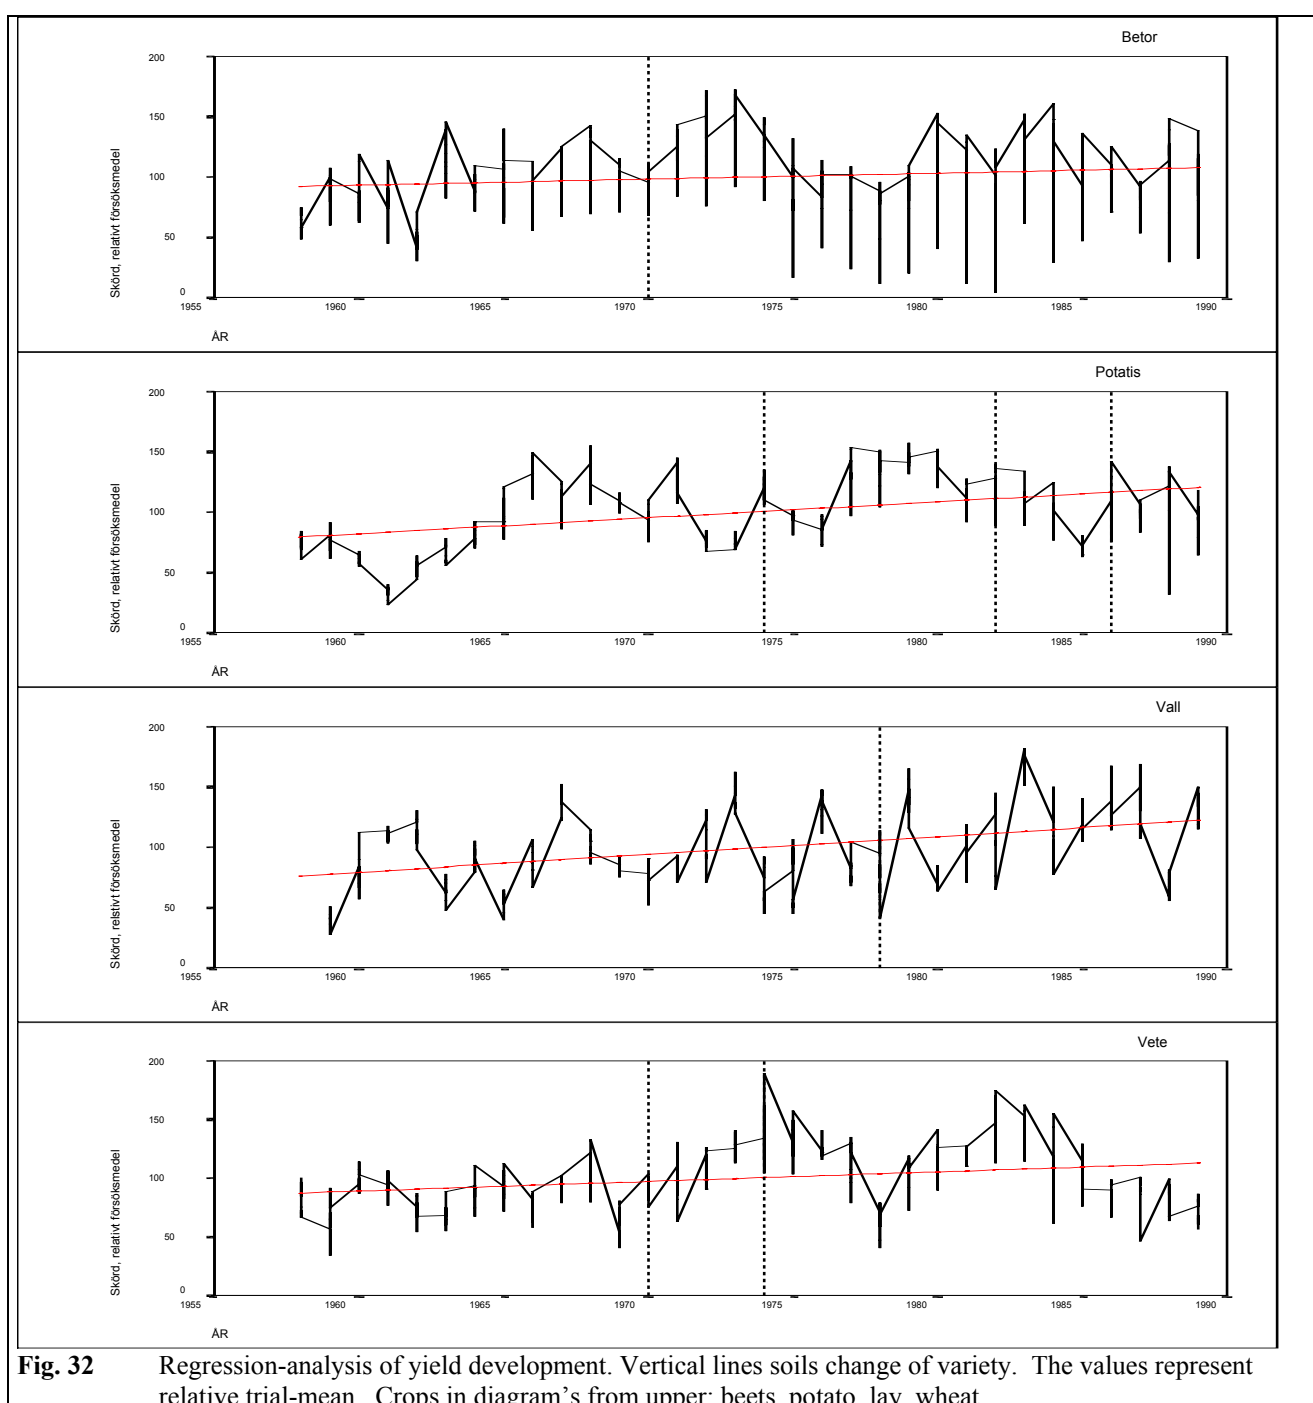 Betor
200
150
100
50
0
Skörd, relativt försöksmedel
1955 1960 1965 1970 1975 1980 1985 1990
ÅR
Potatis
200
150
100
50
0
Skörd, relativt försöksmedel
1955 1960 1965 1970 1975 1980 1985 1990
ÅR
Vall
200
150
100
50
0
Skörd, relstivt försöksmedel
1955 1960 1965 1970 1975 1980 1985 1990
ÅR
Vete
200
150
100
50
0
Skörd, relativt försöksmedel
1955 1960 1965 1970 1975 1980 1985 1990
ÅR
Fig. 32 Regression-analysis of yield development. Vertical lines soils change of variety. The values represent
relative trial-mean. Crops in diagram's from upper: beets, potato, lay, wheat